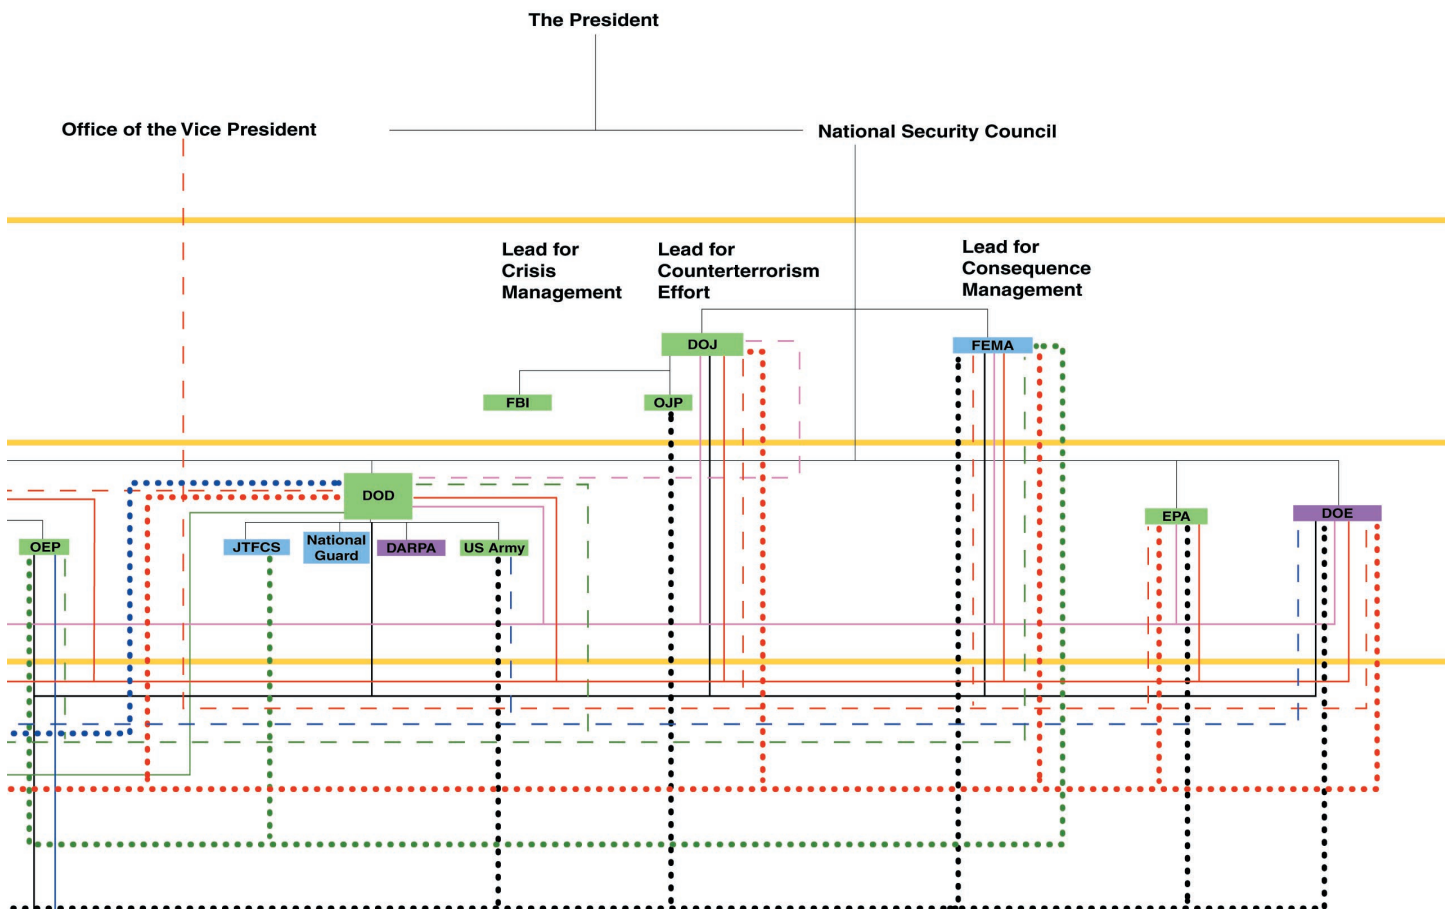 The President
Office of the Vice President
National Security Council
Lead for
Crisis
Management
Lead for
Counterterrorism
Effort
Lead for
Consequence
Management
DOJ
FEMA
FBI
OJP
DOD
EPA
DOE
OEP
JTFCS
National
Guard
DARPA
US Army